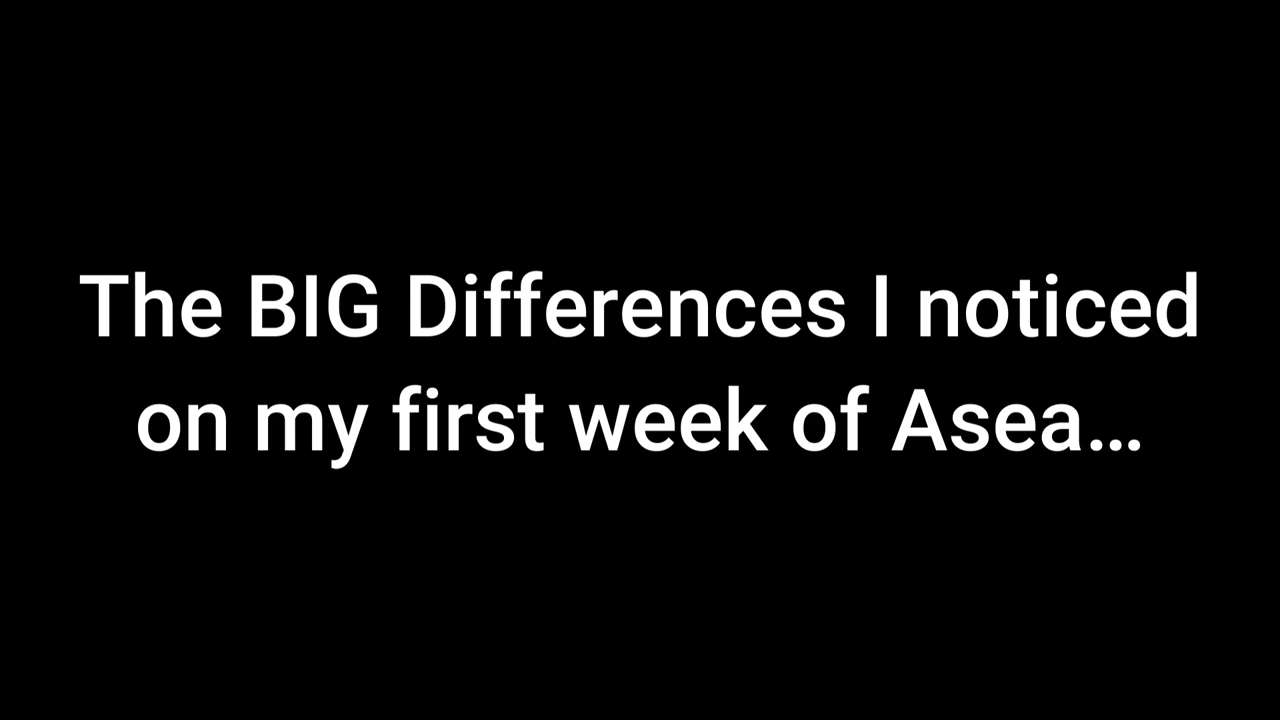 The BIG Differences I noticed
on my first week of Asea...